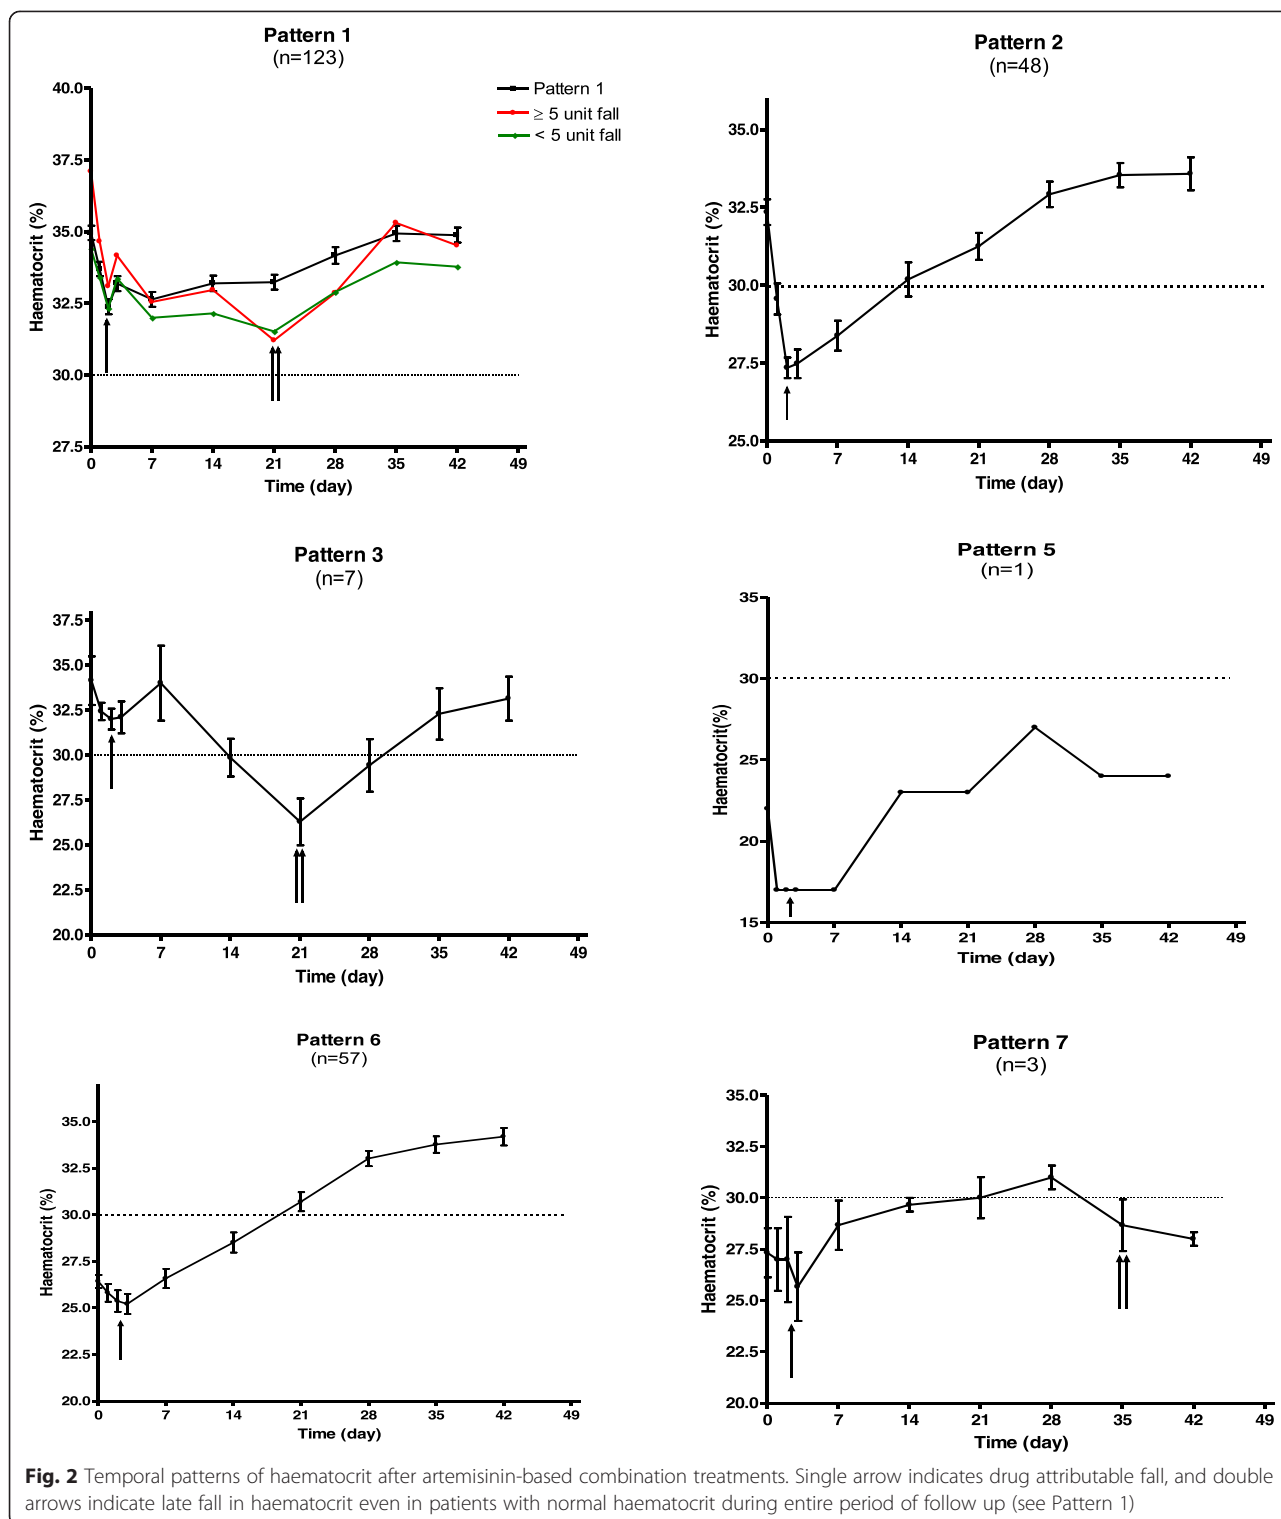 Pattern 1
(n=123)
Pattern 1
≥ 5 unit fall
< 5 unit fall
40.0
37.5
35.0
32.5
30.0
27.5
Haematocrit (%)
0 7 14 21 28 35 42 49
Time (day)
Pattern 2
(n=48)
35.0
32.5
30.0
27.5
25.0
Haematocrit (%)
0 7 14 21 28 35 42 49
Time (day)
Pattern 3
(n=7)
37.5
35.0
32.5
30.0
27.5
25.0
22.5
20.0
Haematocrit (%)
0 7 14 21 28 35 42 49
Time (day)
Pattern 5
(n=1)
35
30
25
20
15
Haematocrit(%)
0 7 14 21 28 35 42 49
Time (day)
Pattern 6
(n=57)
35.0
32.5
30.0
27.5
25.0
22.5
20.0
Haematocrit (%)
0 7 14 21 28 35 42 49
Time (day)
Pattern 7
(n=3)
35.0
32.5
30.0
27.5
25.0
22.5
20.0
Haematocrit (%)
0 7 14 21 28 35 42 49
Time (day)
Fig. 2 Temporal patterns of haematocrit after artemisinin-based combination treatments. Single arrow indicates drug attributable fall, and double
arrows indicate late fall in haematocrit even in patients with normal haematocrit during entire period of follow up (see Pattern 1)